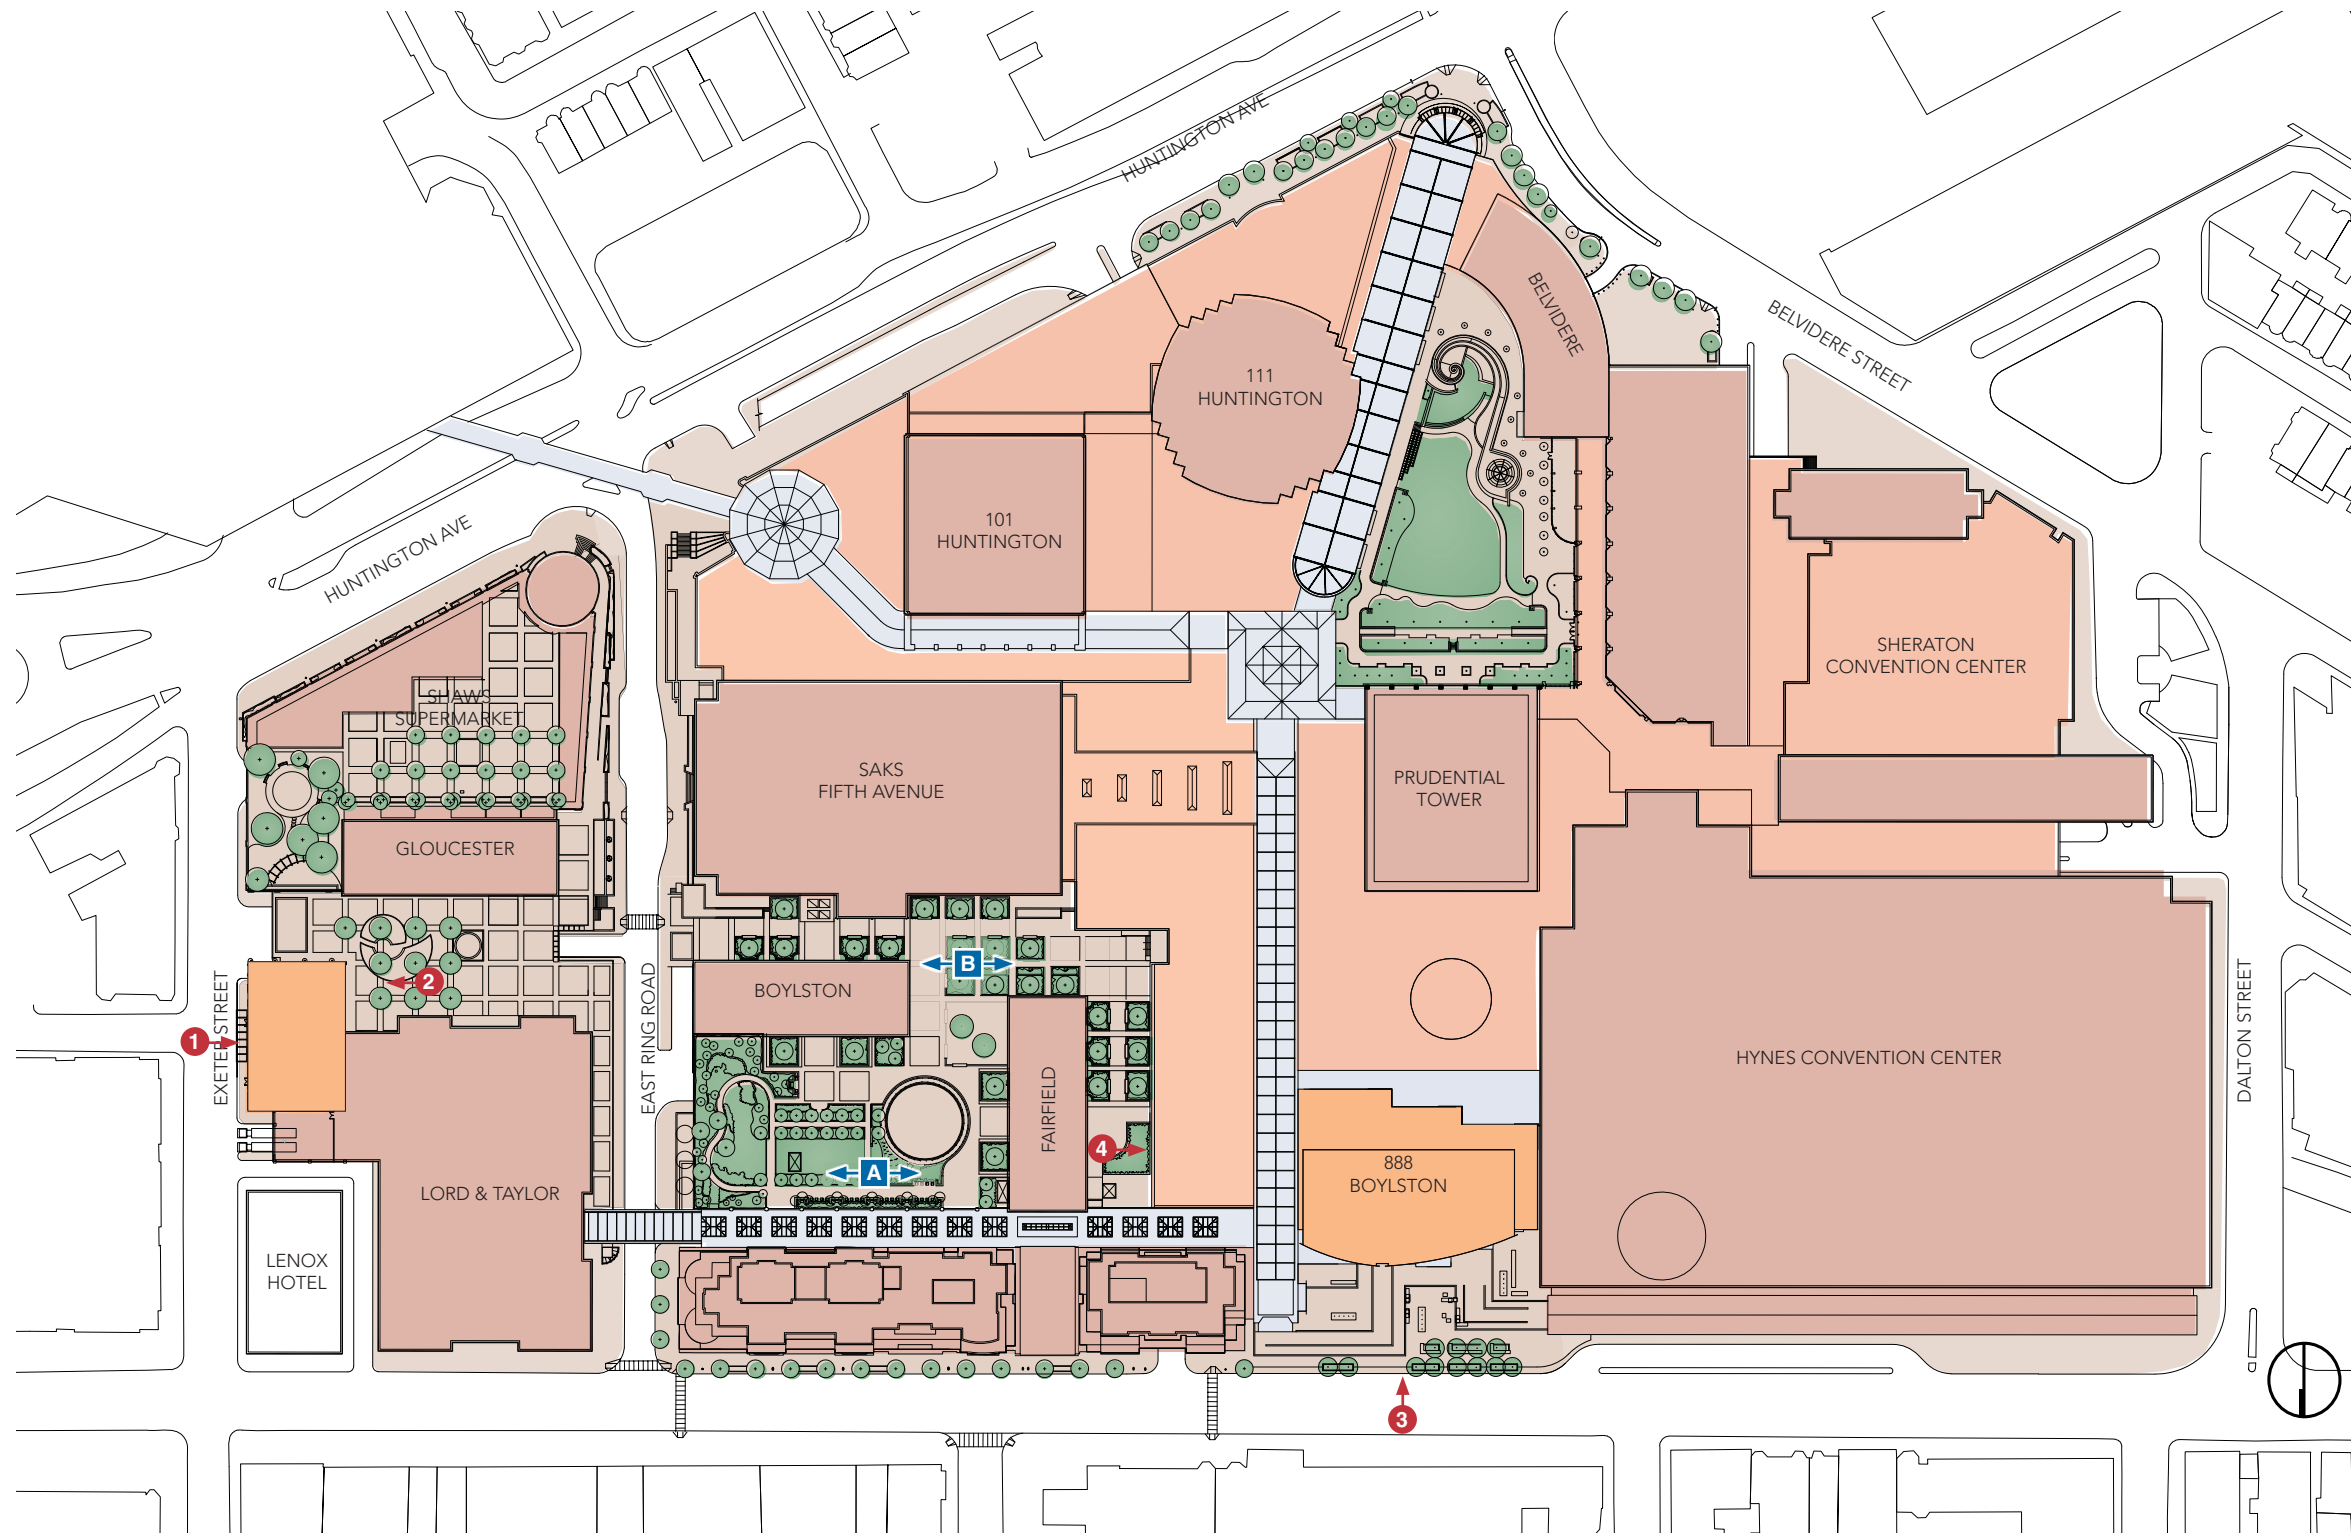 HUNTINGTON AVE
BELVIDERE
BELVIDERE STREET
111
HUNTINGTON
101
HUNTINGTON
HUNTINGTON AVE
SHERATON
CONVENTION CENTER
SHAWS
SUPERMARKET
SAKS
FIFTH AVENUE
PRUDENTIAL
TOWER
GLOUCESTER
B
2
BOYLSTON
EXETER STREET
1
EAST RING ROAD
HYNES CONVENTION CENTER
DALTON STREET
FAIRFIELD
4
A
888
BOYLSTON
LORD & TAYLOR
LENOX
HOTEL
3